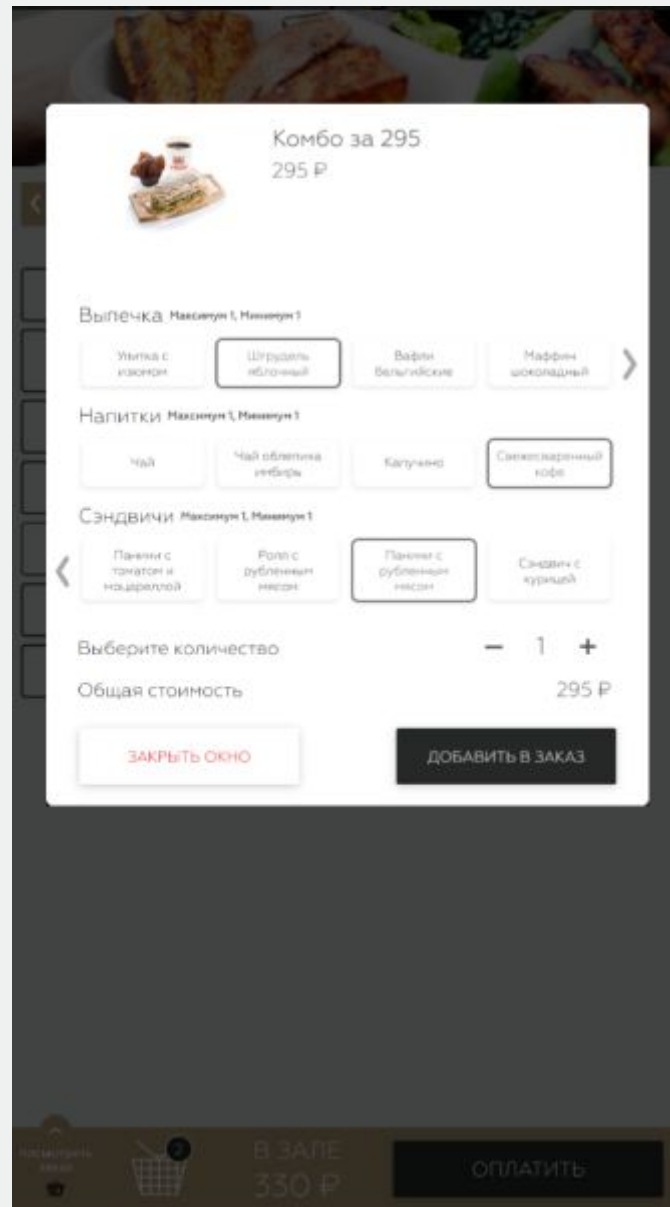 Комбо за 295
295 ₽
Выпечка Максимум 1, Минимум 1
Улитка с
изюмом
Штрудель
яблочный
Вафли
бельгийские
Маффин
шоколадный
Напитки Максимум 1, Минимум 1
Чай
Чай облепиха
имбирь
Капучино
Свежесваренный
кофе
Сэндвичи Максимум 1, Минимум 1
Панини с
томатом и
моцареллой
Ролл с
рубленным
мясом
Панини с
рубленным
мясом
Сэндвич с
курицей
Выберите количество
− 1 +
Общая стоимость
295 ₽
ЗАКРЫТЬ ОКНО
ДОБАВИТЬ В ЗАКАЗ
ПОСМОТРЕТЬ
ЗАКАЗ
2
В ЗАЛЕ
330 ₽
ОПЛАТИТЬ